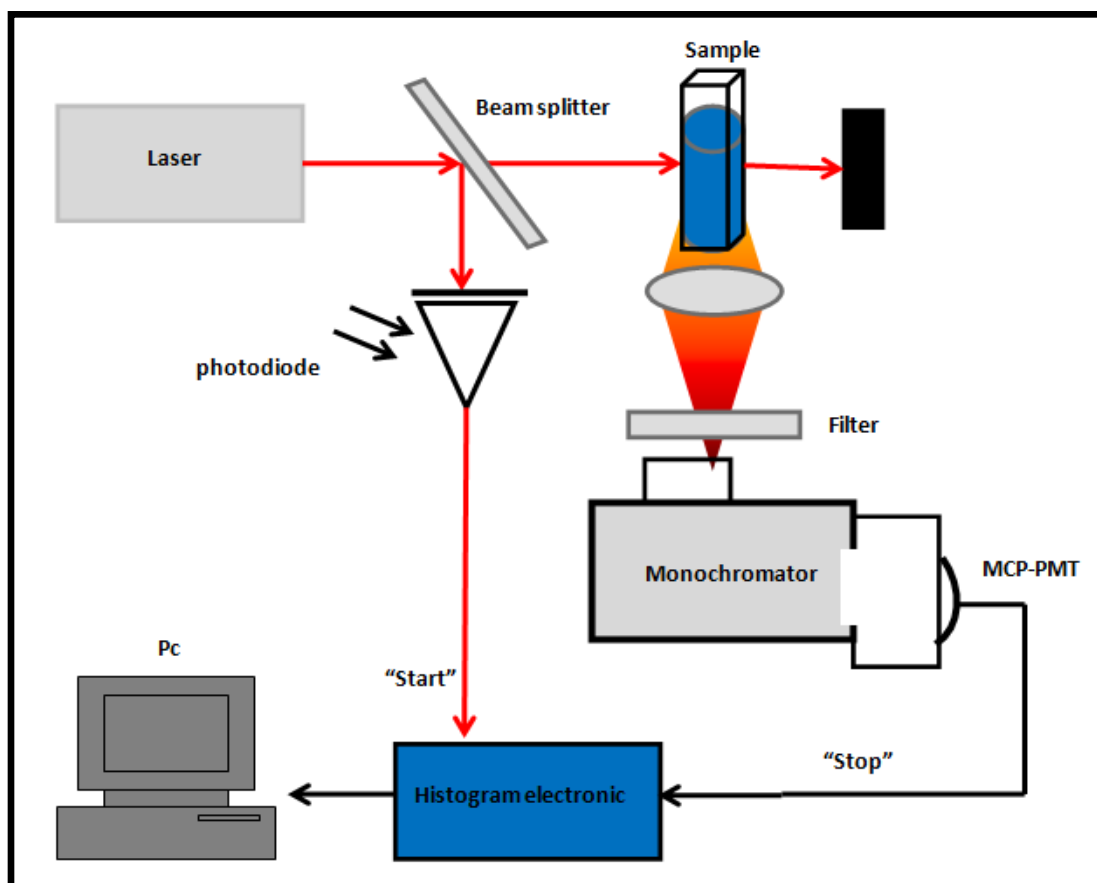 Sample
Beam splitter
Laser
photodiode
Filter
Monochromator
MCP-PMT
Pc
“Start”
“Stop”
Histogram electronic